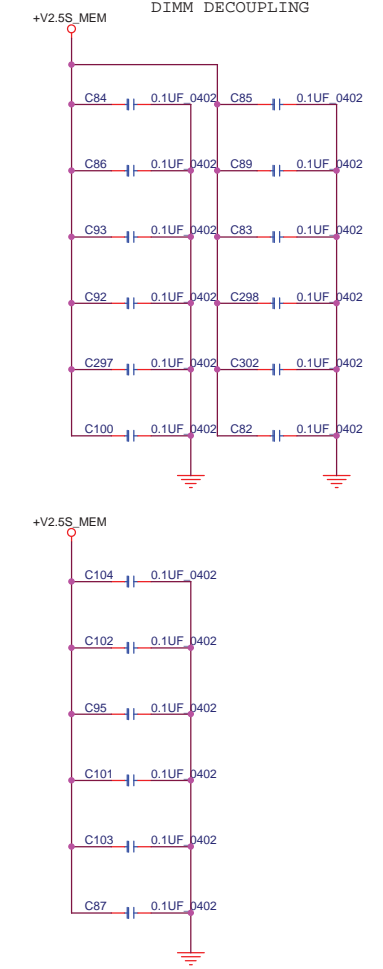 DIMM DECOUPLING
+V2.5S_MEM
C84 0.1UF_0402 C85 0.1UF_0402
C86 0.1UF_0402 C89 0.1UF_0402
C93 0.1UF_0402 C83 0.1UF_0402
C92 0.1UF_0402 C298 0.1UF_0402
C297 0.1UF_0402 C302 0.1UF_0402
C100 0.1UF_0402 C82 0.1UF_0402
+V2.5S_MEM
C104 0.1UF_0402
C102 0.1UF_0402
C95 0.1UF_0402
C101 0.1UF_0402
C103 0.1UF_0402
C87 0.1UF_0402